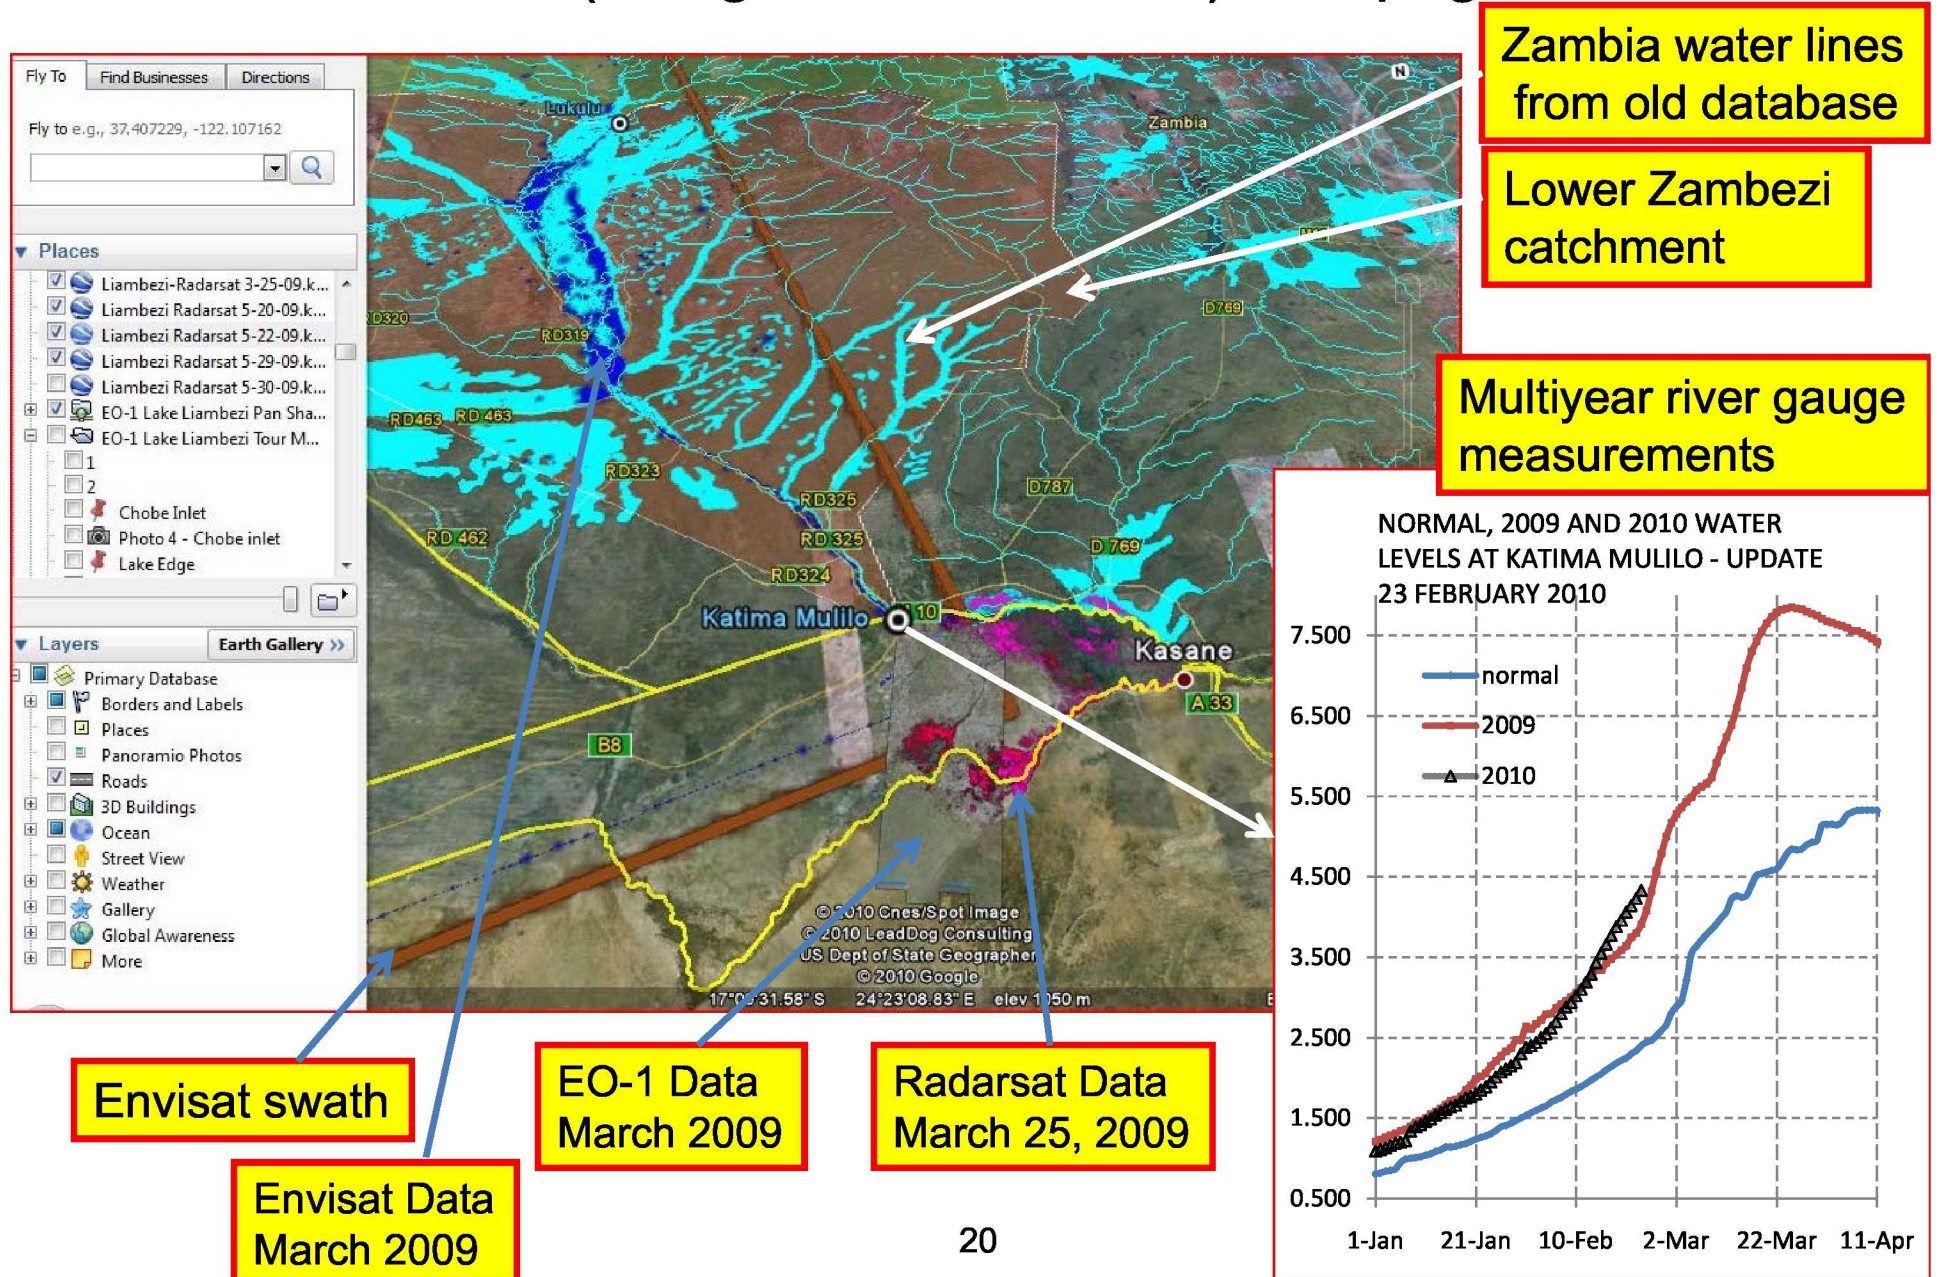 Zambia water lines
from old database
Lower Zambezi
catchment
Multiyear river gauge
measurements
Fly To
Find Businesses
Directions
Fly to e.g., 37.407229, -122.107162
Places
Liambezi-Radarsat 3-25-09.k...
Liambezi Radarsat 5-20-09.k...
Liambezi Radarsat 5-22-09.k...
Liambezi Radarsat 5-29-09.k...
Liambezi Radarsat 5-30-09.k...
EO-1 Lake Liambezi Pan Sha...
EO-1 Lake Liambezi Tour M...
1
2
Chobe Inlet
Photo 4 - Chobe inlet
Lake Edge
Layers
Earth Gallery >>
Primary Database
Borders and Labels
Places
Panoramio Photos
Roads
3D Buildings
Ocean
Street View
Weather
Gallery
Global Awareness
More
Lukulu
Zambia
N
RD320
RD319
D769
RD463
RD 463
RD323
RD325
D787
RD 462
RD 325
D 769
RD324
Katima Mulilo
10
Kasane
A 33
B8
© 2010 Cnes/Spot Image
© 2010 LeadDog Consulting
US Dept of State Geographer
© 2010 Google
24°23'08.83" E elev 1050 m
NORMAL, 2009 AND 2010 WATER
LEVELS AT KATIMA MULILO - UPDATE
23 FEBRUARY 2010
7.500
6.500
5.500
4.500
3.500
2.500
1.500
0.500
normal
2009
2010
1-Jan 21-Jan 10-Feb 2-Mar 22-Mar 11-Apr
Envisat swath
Envisat Data
March 2009
EO-1 Data
March 2009
Radarsat Data
March 25, 2009
20